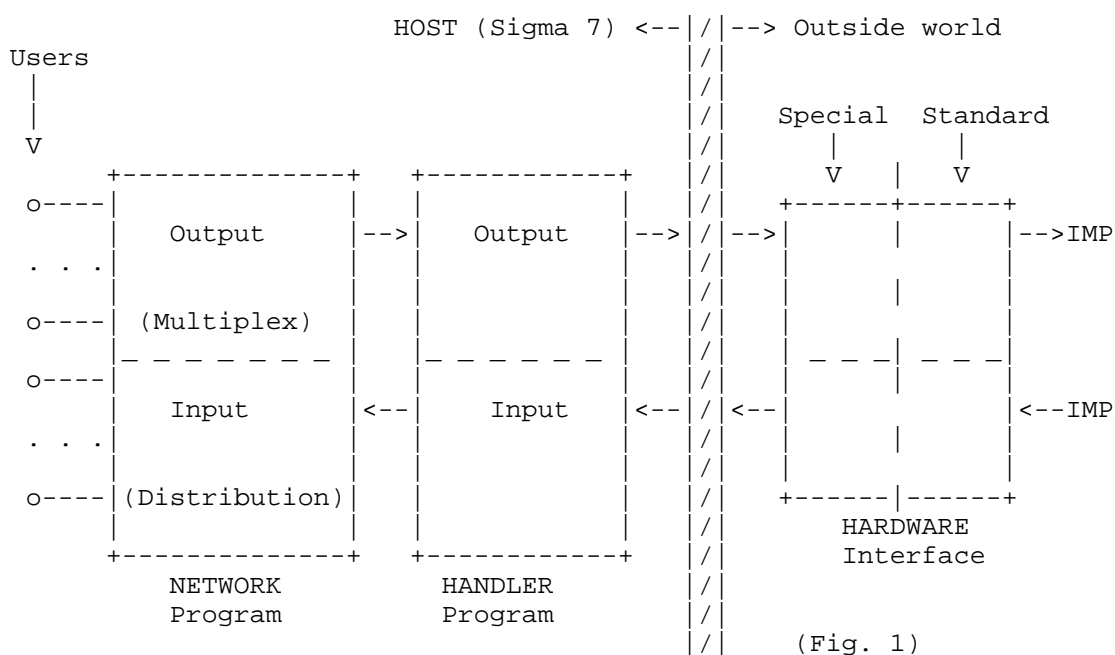 HOST (Sigma 7) <--|/|--> Outside world
Users
Special Standard
V
V V
o----
Output --> Output --> --> -->IMP
. . .
o---- (Multiplex)
o----
Input <-- Input <-- <-- <--IMP
. . .
o---- (Distribution)
HARDWARE
Interface
NETWORK HANDLER
Program Program
(Fig. 1)